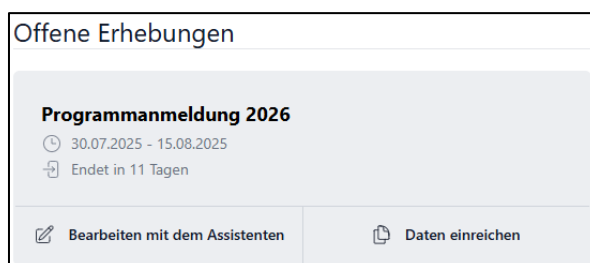 Offene Erhebungen
Programmanmeldung 2026
30.07.2025 - 15.08.2025
Endet in 11 Tagen
Bearbeiten mit dem Assistenten
Daten einreichen